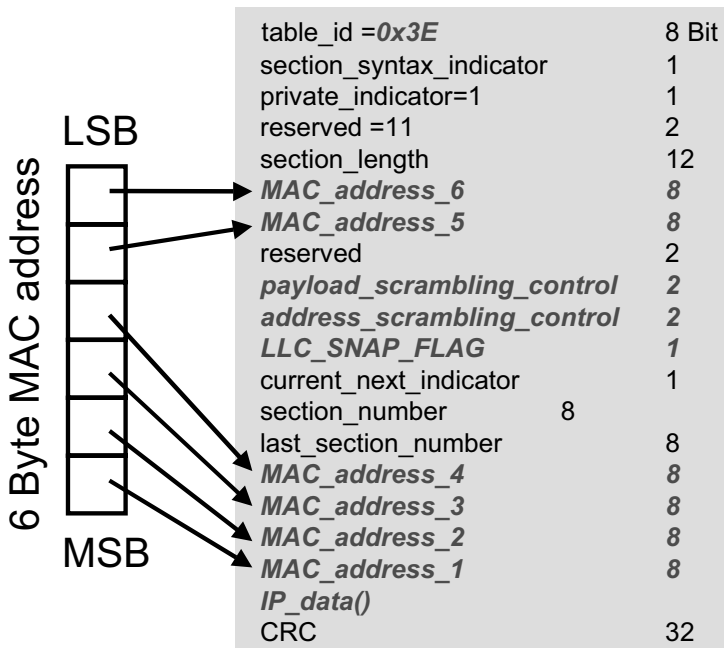 LSB
6 Byte MAC address
MSB
table_id =0x3E 8 Bit
section_syntax_indicator 1
private_indicator=1 1
reserved =11 2
section_length 12
MAC_address_6 8
MAC_address_5 8
reserved 2
payload_scrambling_control 2
address_scrambling_control 2
LLC_SNAP_FLAG 1
current_next_indicator 1
section_number 8
last_section_number 8
MAC_address_4 8
MAC_address_3 8
MAC_address_2 8
MAC_address_1 8
IP_data()
CRC 32